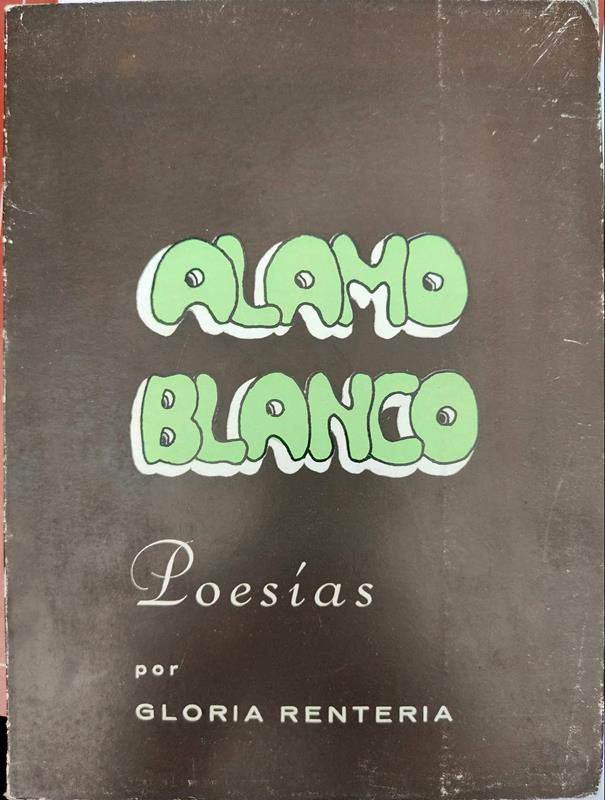 ALAMO
BLANCO
Poesías
por
GLORIA RENTERIA